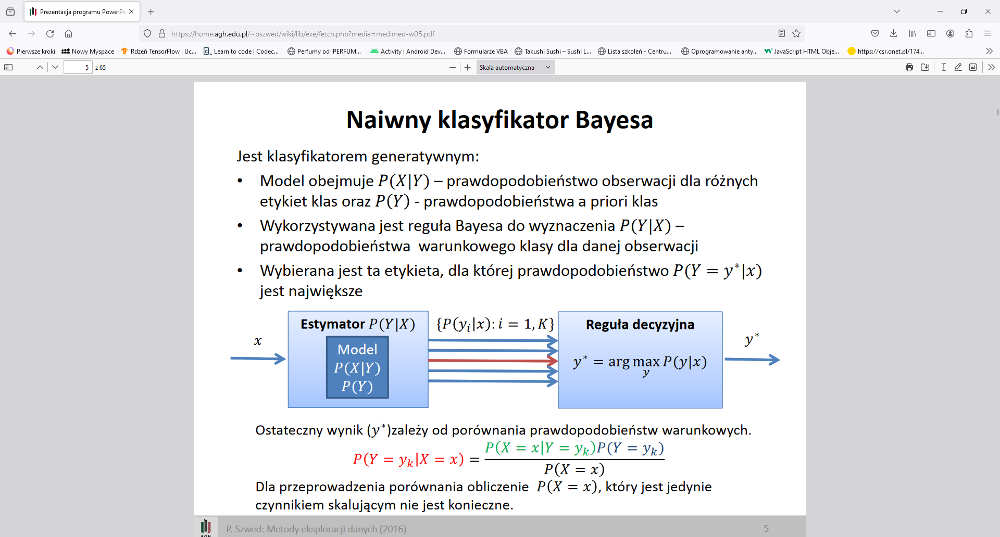 Prezentacja programu PowerPo
https://home.agh.edu.pl/~pszwed/wiki/lib/exe/fetch.php?media=med:med-w05.pdf
Pierwsze kroki Nowy Myspace Rdzeń TensorFlow | Uc... Learn to code | Codec... Perfumy od IPERFUM... Activity | Android Dev... Formularze VBA Takushi Sushi – Sushi L... Lista szkoleń - Centru... Oprogramowanie anty... JavaScript HTML Obje... https://csr.onet.pl/174...
5 z 65 Skala automatyczna
Naiwny klasyfikator Bayesa
Jest klasyfikatorem generatywnym:
• Model obejmuje P(X|Y) – prawdopodobieństwo obserwacji dla różnych
etykiet klas oraz P(Y) - prawdopodobieństwa a priori klas
• Wykorzystywana jest reguła Bayesa do wyznaczenia P(Y|X) –
prawdopodobieństwa warunkowego klasy dla danej obserwacji
• Wybierana jest ta etykieta, dla której prawdopodobieństwo P(Y = y*|x)
jest największe
x
Estymator P(Y|X)
Model
P(X|Y)
P(Y)
{P(yᵢ|x): i = 1, K}
Reguła decyzyjna
y* = arg max P(y|x)
y
y*
Ostateczny wynik (y*)zależy od porównania prawdopodobieństw warunkowych.
P(Y = yₖ|X = x) = P(X = x|Y = yₖ)P(Y = yₖ)
P(X = x)
Dla przeprowadzenia porównania obliczenie P(X = x), który jest jedynie
czynnikiem skalującym nie jest konieczne.
AGH
P. Szwed: Metody eksploracji danych (2016) 5